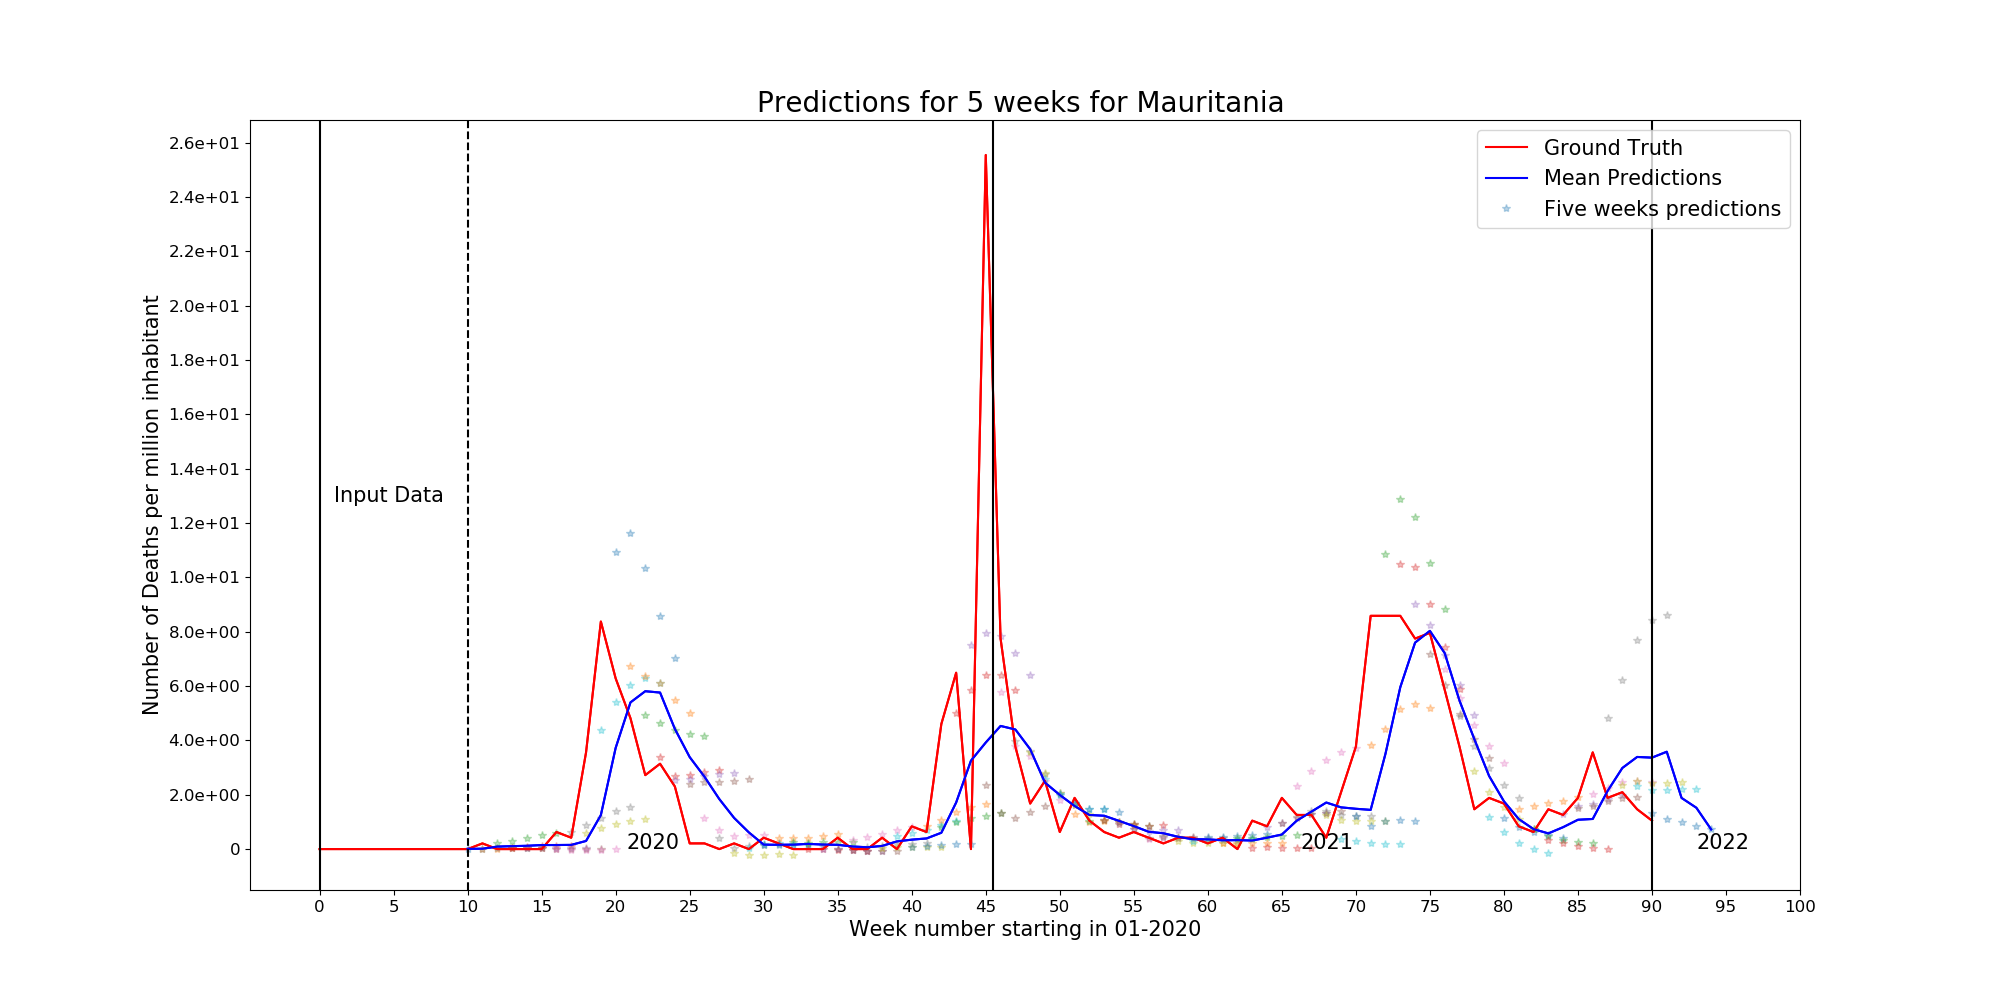 Predictions for 5 weeks for Mauritania
Number of Deaths per million inhabitant
2.6e+01
2.4e+01
2.2e+01
2.0e+01
1.8e+01
1.6e+01
1.4e+01
1.2e+01
1.0e+01
8.0e+00
6.0e+00
4.0e+00
2.0e+00
0
Ground Truth
Mean Predictions
Five weeks predictions
Input Data
2020
2021
2022
0 5 10 15 20 25 30 35 40 45 50 55 60 65 70 75 80 85 90 95 100
Week number starting in 01-2020